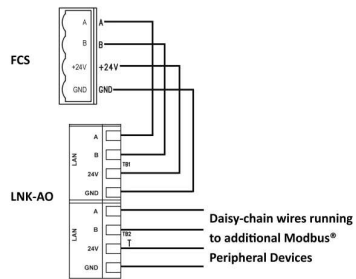 A A
B B
FCS
+24V +24V
GND GND
LAN
A
B
TB1
24V
GND
LNK-AO
LAN
A
B
TB2
24V
T
GND
Daisy-chain wires running
to additional Modbus®
Peripheral Devices